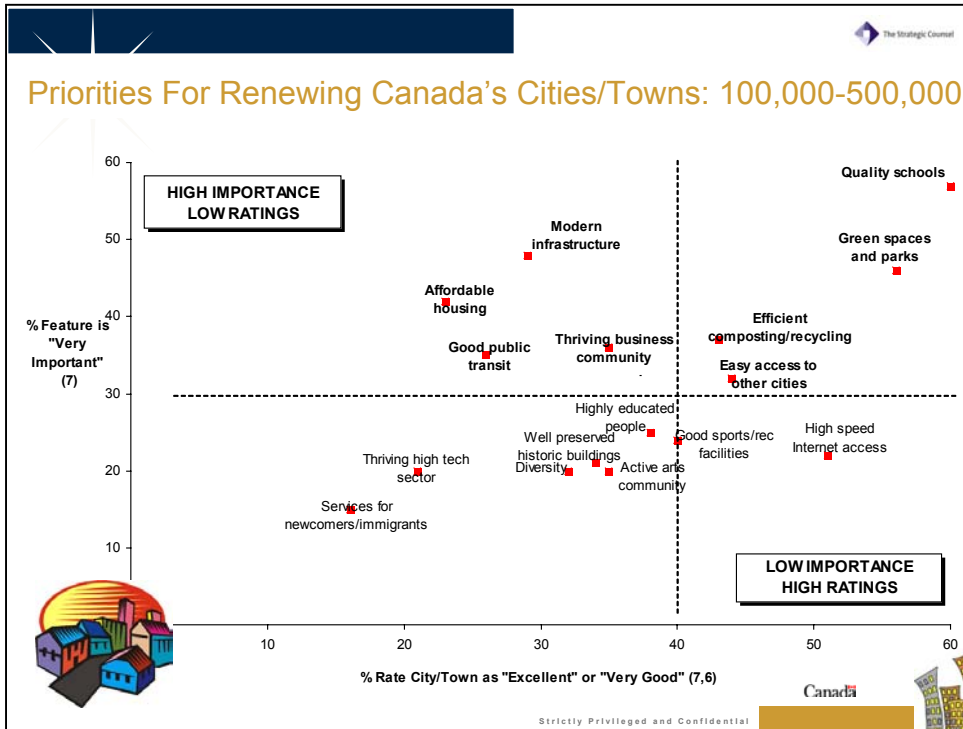 The Strategic Counsel
Priorities For Renewing Canada's Cities/Towns: 100,000-500,000
60
50
40
30
20
10
% Feature is
"Very
Important"
(7)
HIGH IMPORTANCE
LOW RATINGS
Quality schools
Modern
infrastructure
Green spaces
and parks
Affordable
housing
Efficient
composting/recycling
Good public
transit
Thriving business
community
Easy access to
other cities
Highly educated
people
Good sports/rec
facilities
High speed
Internet access
Well preserved
historic buildings
Thriving high tech
sector
Diversity
Active arts
community
Services for
newcomers/immigrants
LOW IMPORTANCE
HIGH RATINGS
10
20
30
40
50
60
% Rate City/Town as "Excellent" or "Very Good" (7,6)
Canada
Strictly Privileged and Confidential